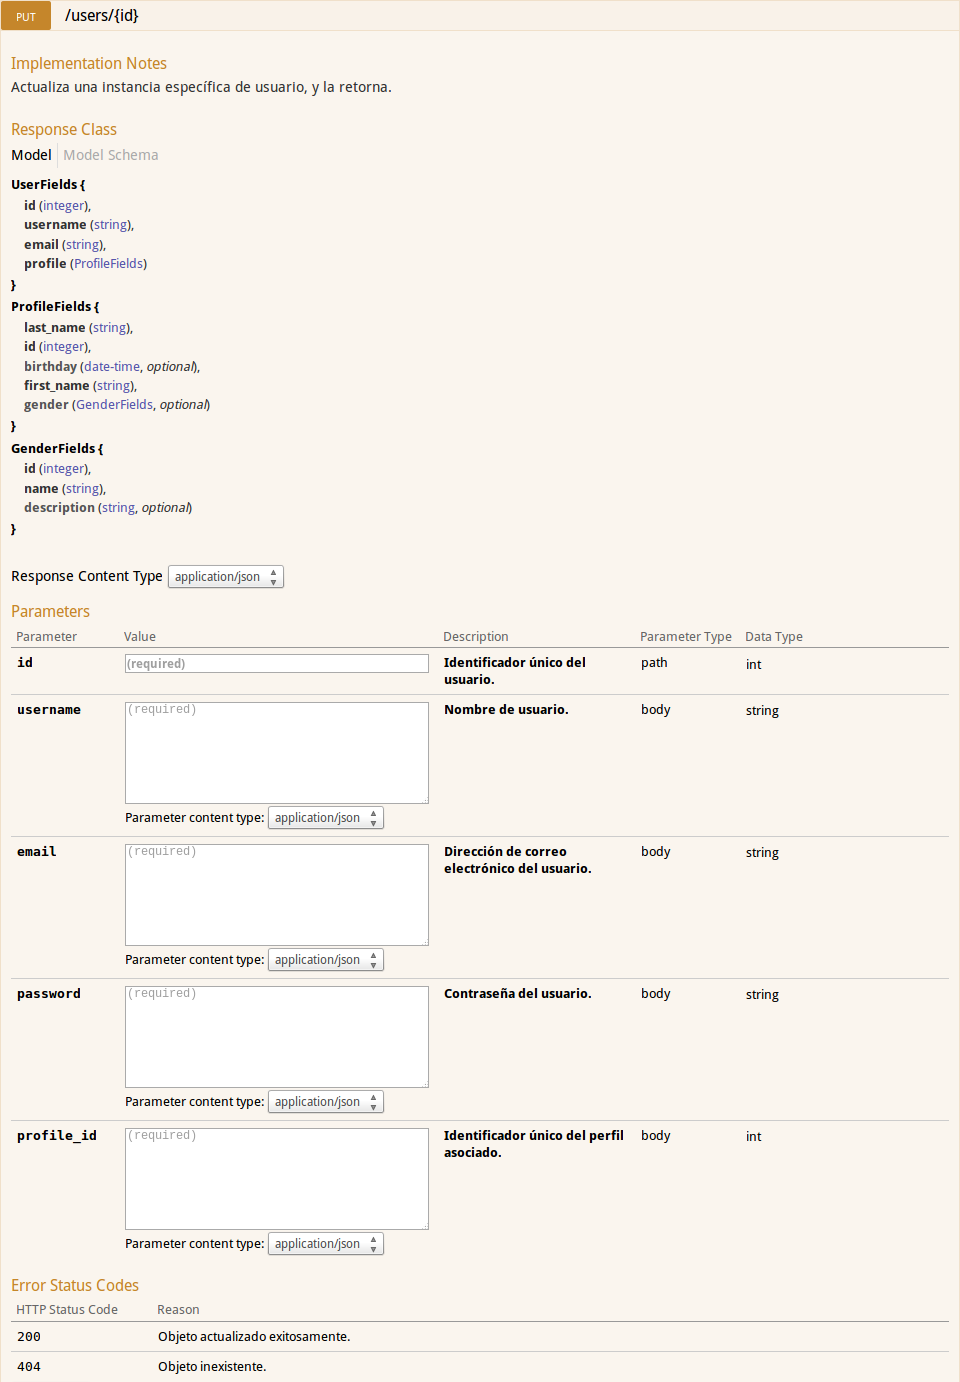 PUT /users/{id}
Implementation Notes
Actualiza una instancia específica de usuario, y la retorna.
Response Class
Model Model Schema
UserFields {
id (integer),
username (string),
email (string),
profile (ProfileFields)
}
ProfileFields {
last_name (string),
id (integer),
birthday (date-time, optional),
first_name (string),
gender (GenderFields, optional)
}
GenderFields {
id (integer),
name (string),
description (string, optional)
}
Response Content Type application/json
Parameters
Parameter Value Description Parameter Type Data Type
id (required) Identificador único del path int
usuario.
username (required) Nombre de usuario. body string
Parameter content type: application/json
email (required) Dirección de correo body string
electrónico del usuario.
Parameter content type: application/json
password (required) Contraseña del usuario. body string
Parameter content type: application/json
profile_id (required) Identificador único del perfil body int
asociado.
Parameter content type: application/json
Error Status Codes
HTTP Status Code Reason
200 Objeto actualizado exitosamente.
404 Objeto inexistente.